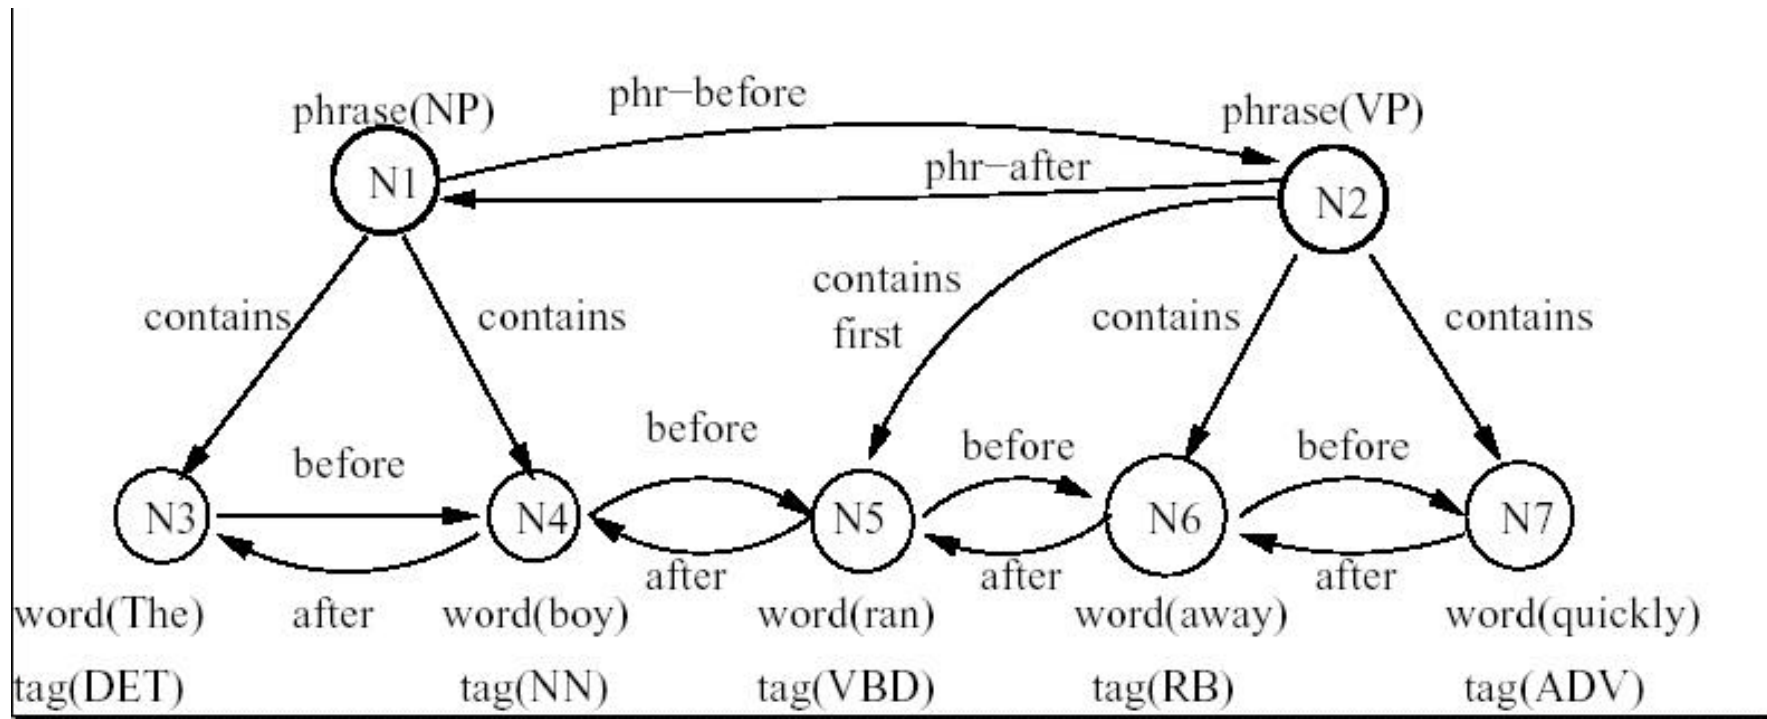 phr−before
phrase(NP)
phrase(VP)
phr−after
N1
N2
contains
first
contains
contains
contains
contains
before
before
before
before
N3
N4
N5
N6
N7
after
after
after
word(The)
after
word(boy)
word(ran)
word(away)
word(quickly)
tag(DET)
tag(NN)
tag(VBD)
tag(RB)
tag(ADV)